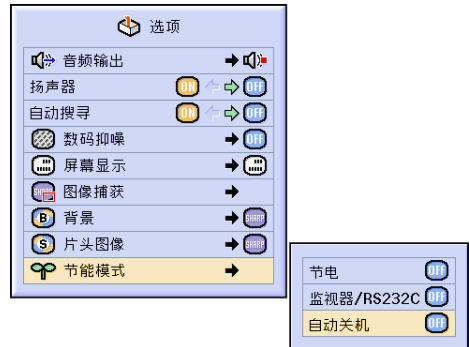 选项
音频输出
扬声器 ON OFF
自动搜寻 ON OFF
数码抑噪 OFF
屏幕显示
SHARP 图像捕获
B 背景 SHARP
S 片头图像 SHARP
节能模式
节电 OFF
监视器/RS232C OFF
自动关机 OFF